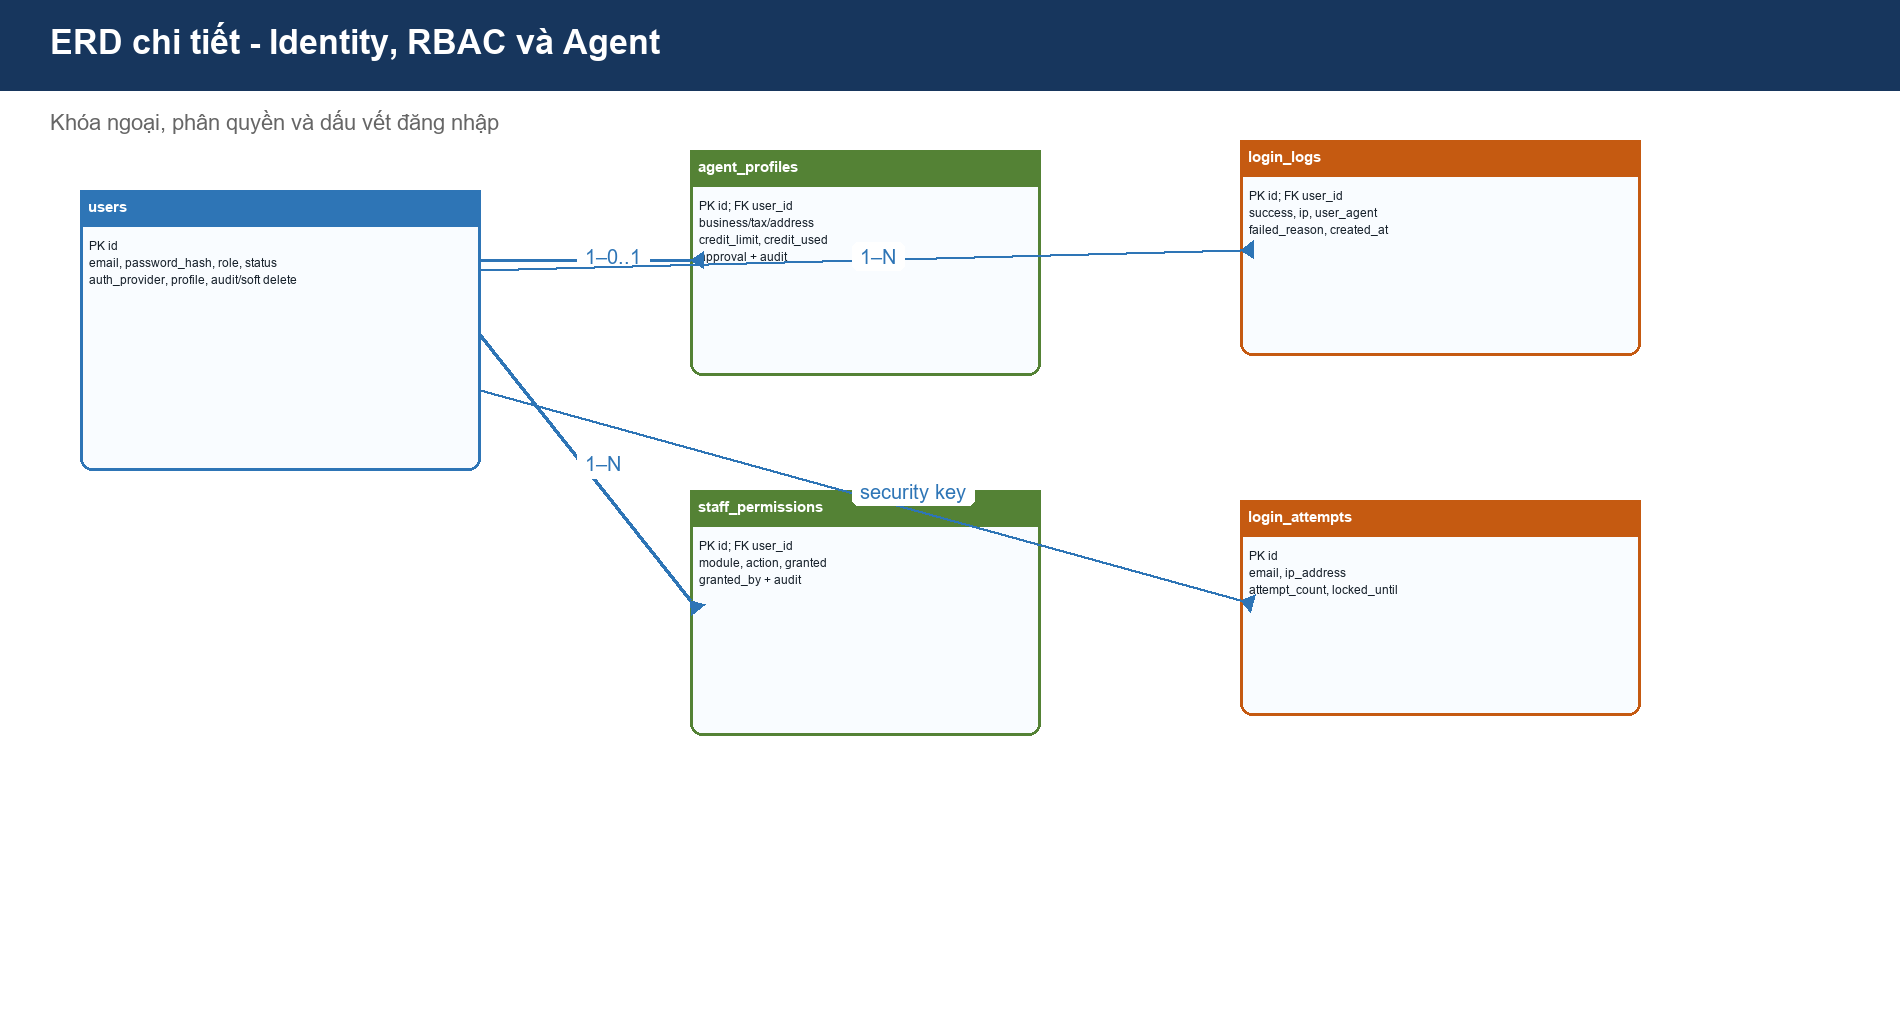 ERD chi tiết - Identity, RBAC và Agent
Khóa ngoại, phân quyền và dấu vết đăng nhập
users
PK id
email, password_hash, role, status
auth_provider, profile, audit/soft delete
agent_profiles
PK id; FK user_id
business/tax/address
credit_limit, credit_used
approval + audit
login_logs
PK id; FK user_id
success, ip, user_agent
failed_reason, created_at
1–0..1
1–N
1–N
security key
staff_permissions
PK id; FK user_id
module, action, granted
granted_by + audit
login_attempts
PK id
email, ip_address
attempt_count, locked_until